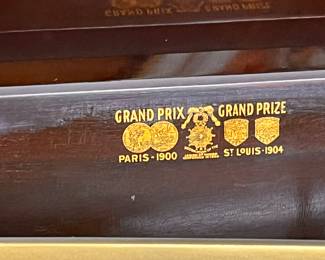 GRAND PRIX GRAND PRIZE
PARIS-1900 ST LOUIS-1904